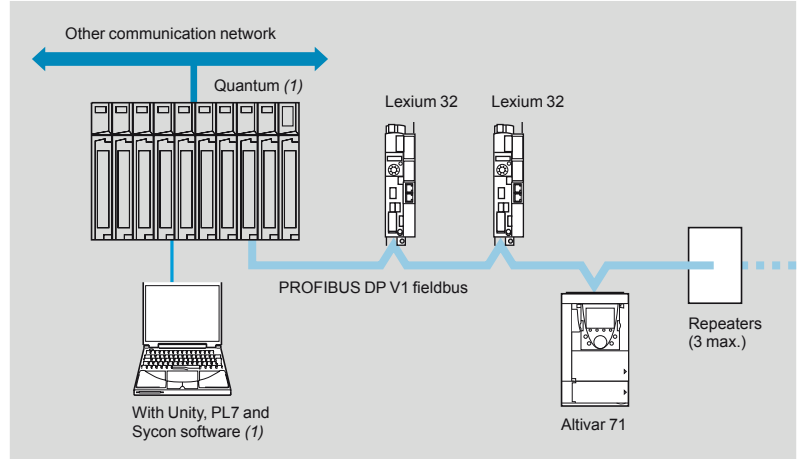 Other communication network
Quantum (1)
Lexium 32
Lexium 32
PROFIBUS DP V1 fieldbus
Repeaters
(3 max.)
With Unity, PL7 and
Sycon software (1)
Altivar 71